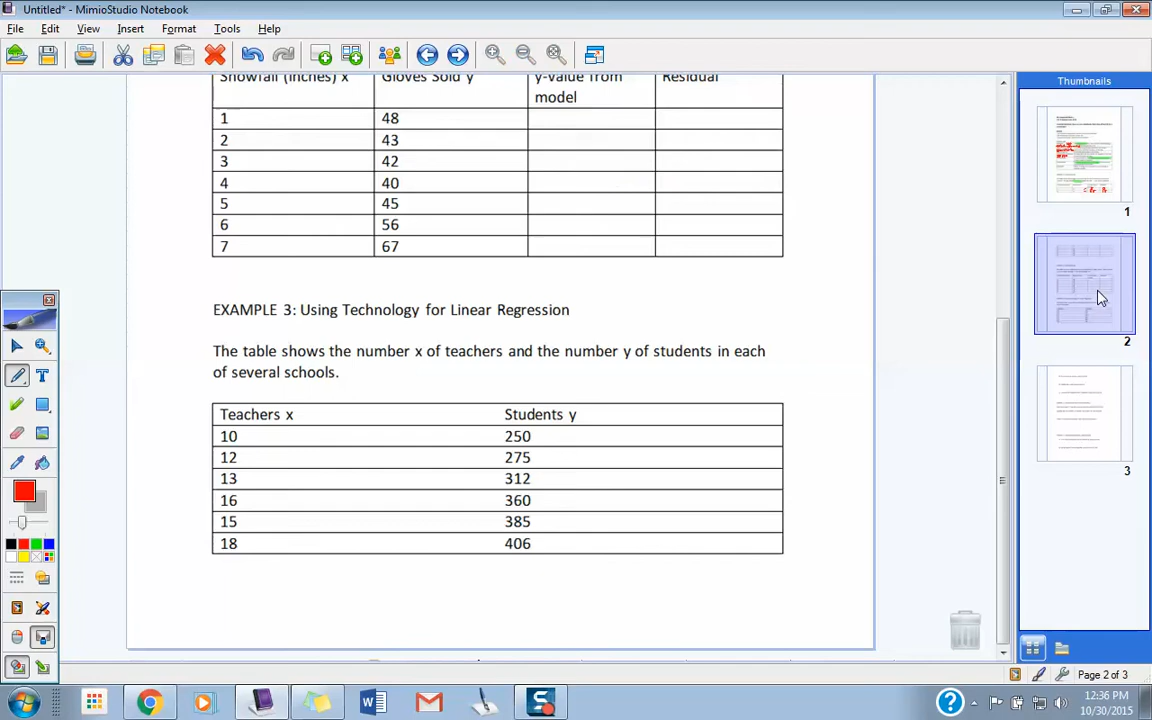 Untitled* - MimioStudio Notebook
File Edit View Insert Format Tools Help
Thumbnails
Snowfall (inches) x Gloves Sold y y-value from model Residual
1 48
2 43
3 42
4 40
5 45
6 56
7 67
EXAMPLE 3: Using Technology for Linear Regression
The table shows the number x of teachers and the number y of students in each
of several schools.
Teachers x Students y
10 250
12 275
13 312
16 360
15 385
18 406
1
2
3
Page 2 of 3
12:36 PM
10/30/2015